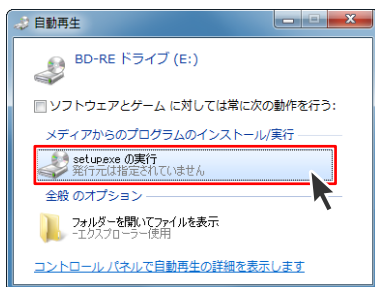 自動再生
BD-RE ドライブ (E:)
ソフトウェアとゲーム に対しては常に次の動作を行う:
メディアからのプログラムのインストール/実行
setup.exe の実行
発行元は指定されていません
全般 のオプション
フォルダーを開いてファイルを表示
-エクスプローラー使用
コントロール パネルで自動再生の詳細を表示します